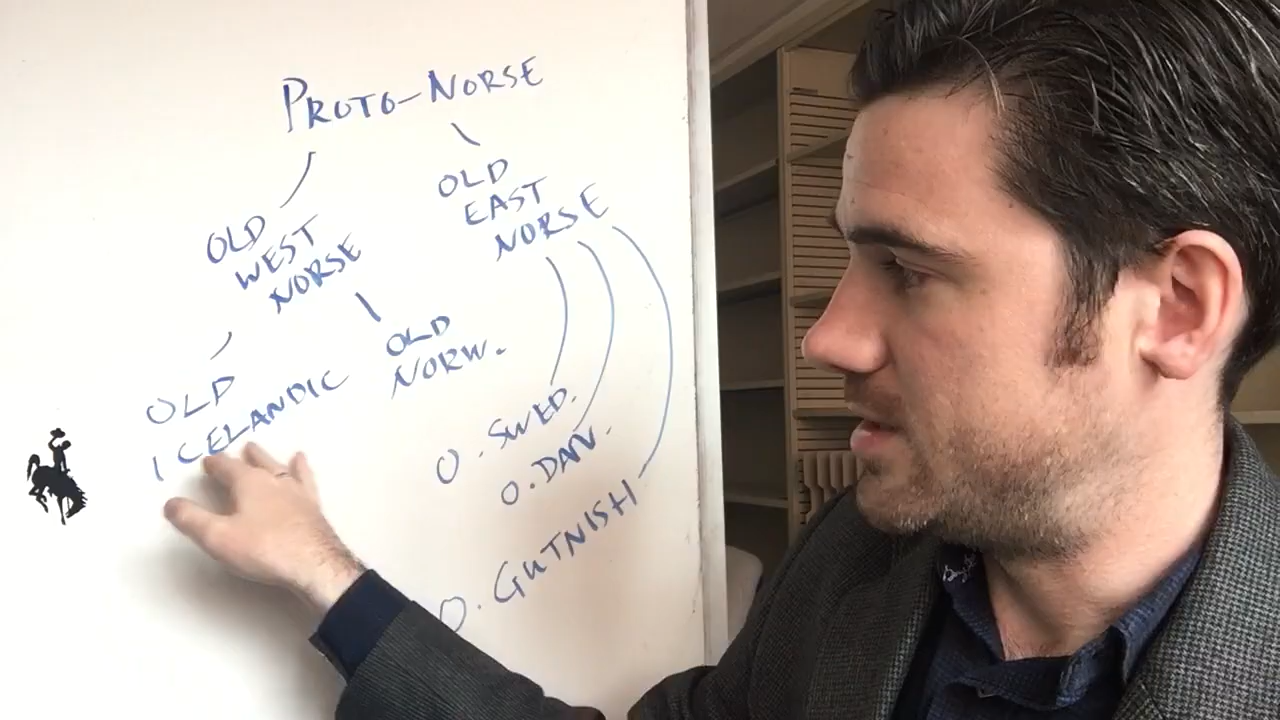 PROTO-NORSE
OLD
WEST
NORSE
OLD
EAST
NORSE
OLD
ICELANDIC
OLD
NORW.
O. SWED.
O. DAN.
O. GUTNISH